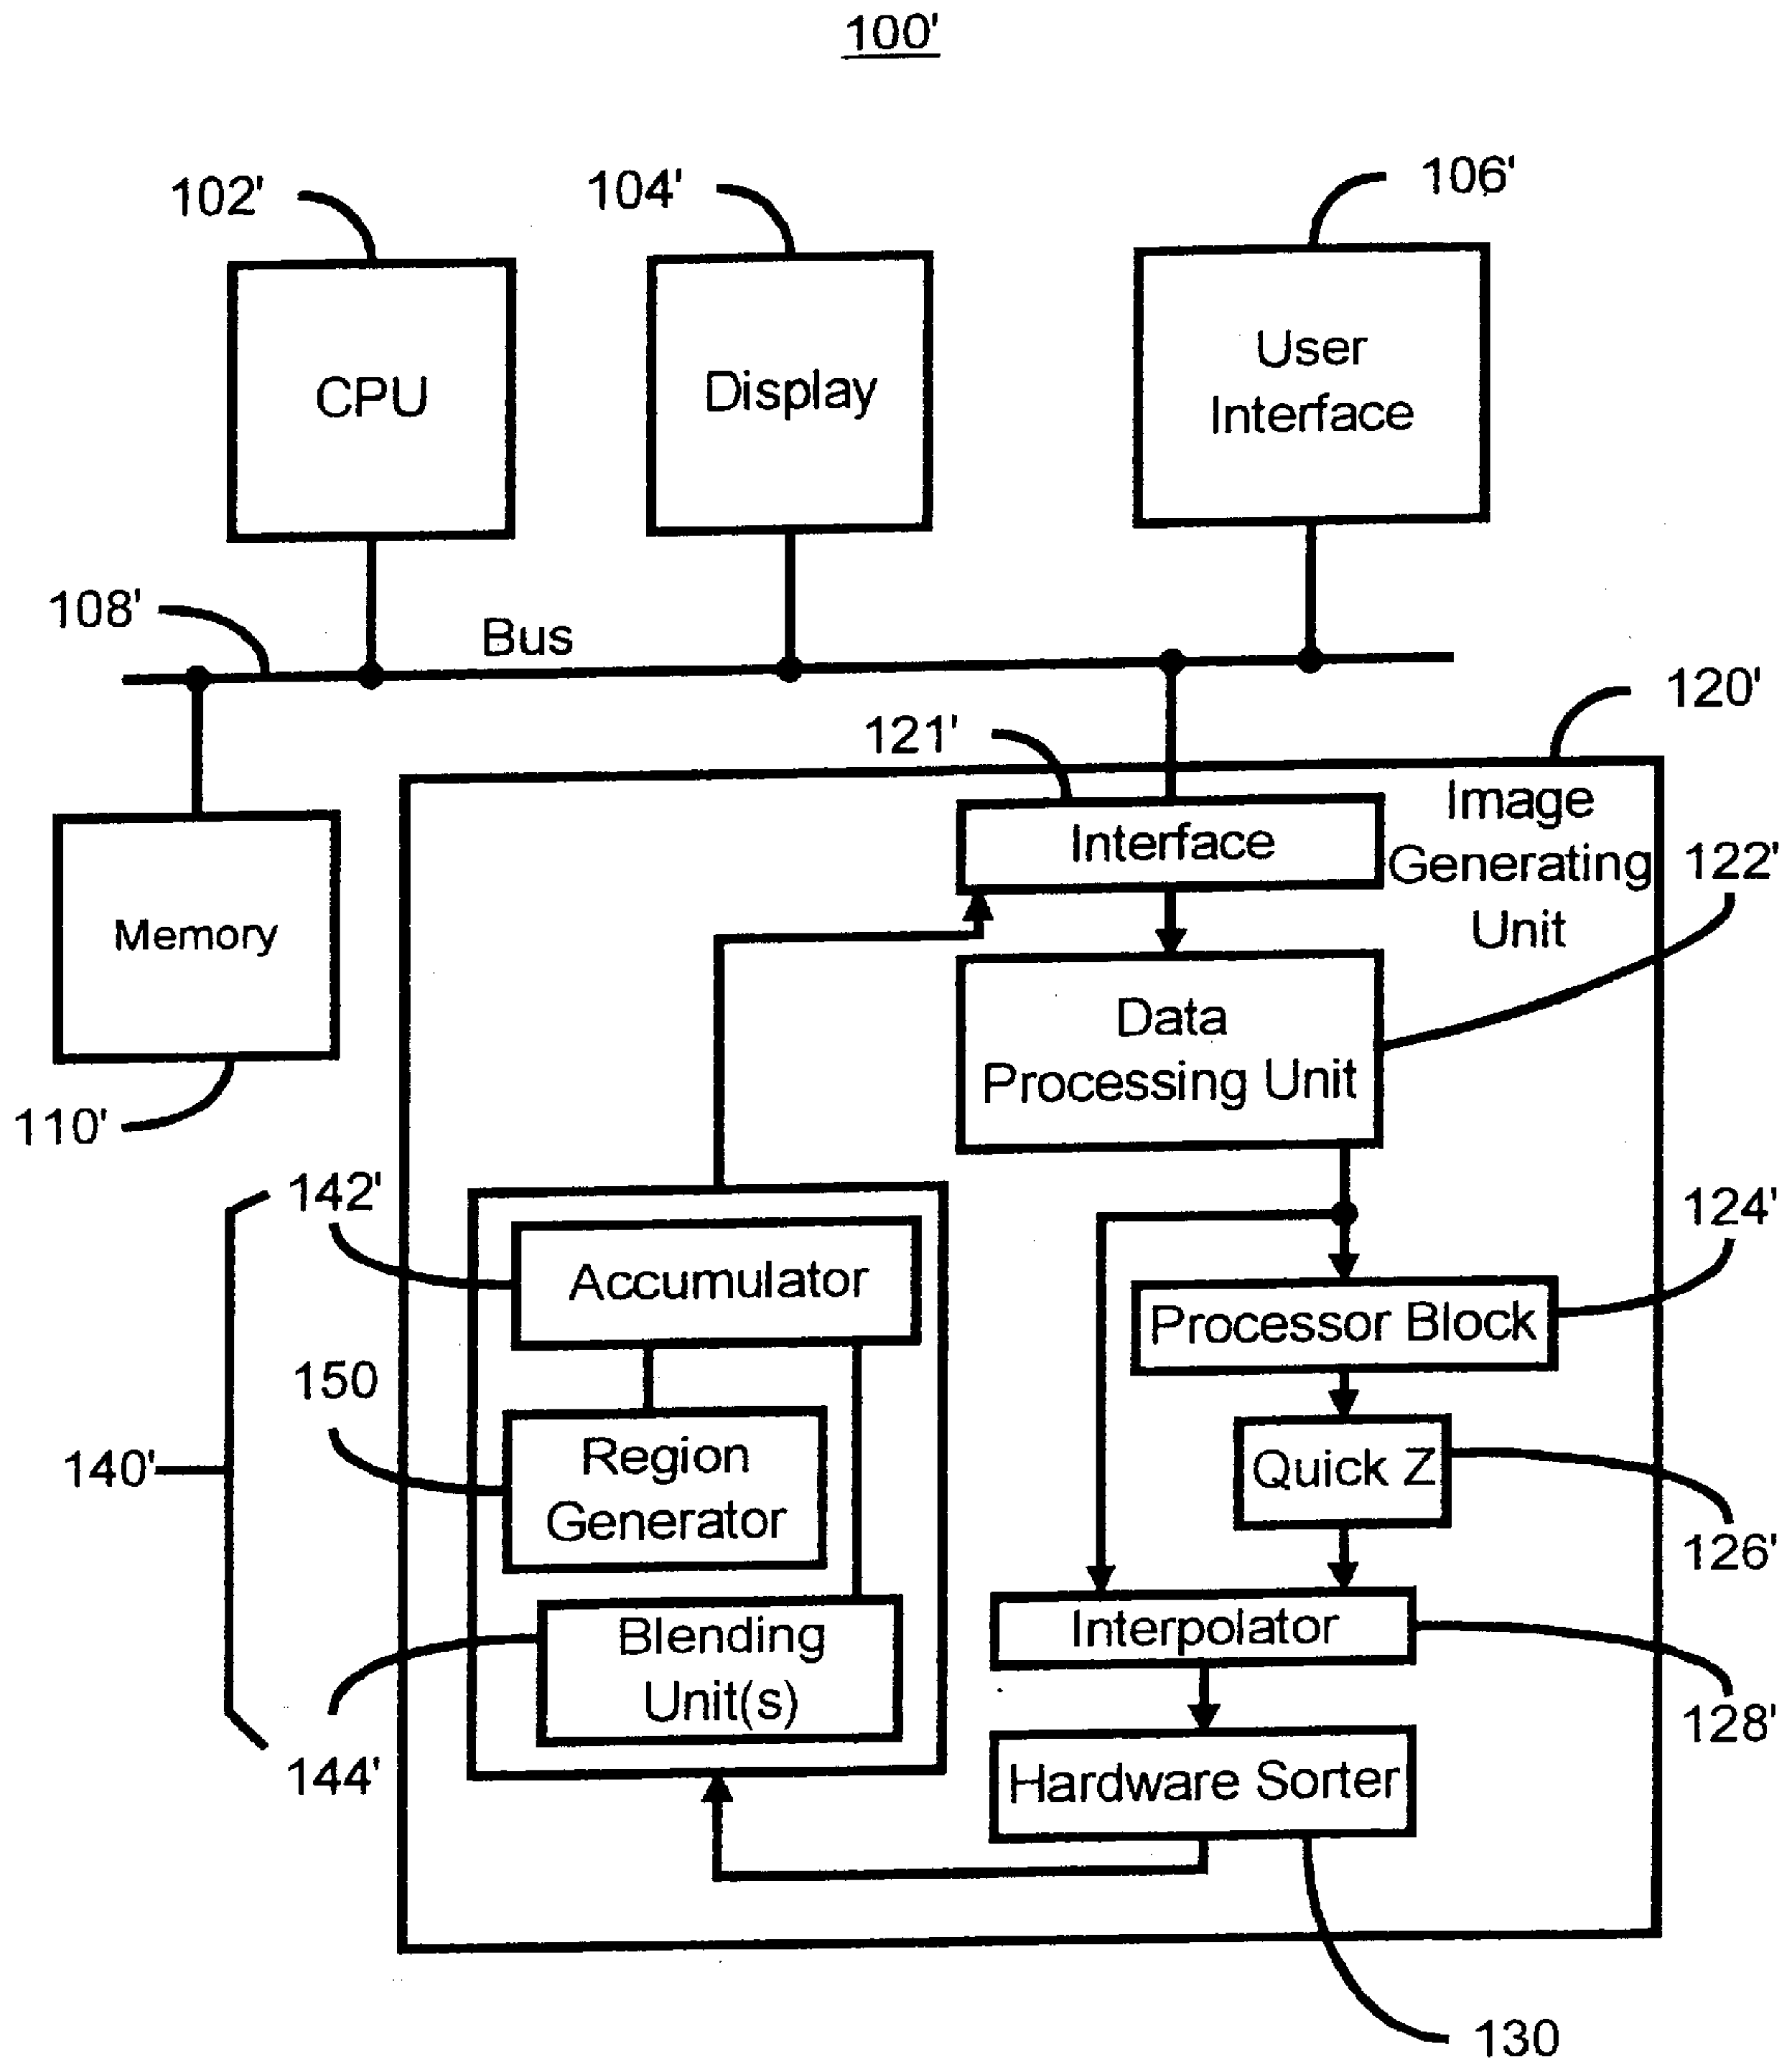 100'
102'
104'
106'
CPU
Display
User
Interface
108'
Bus
120'
121'
Image
Generating
Unit
Interface
122'
Memory
Data
Processing Unit
110'
142'
124'
Accumulator
Processor Block
150
Region
Generator
140'
Quick Z
126'
Blending
Unit(s)
Interpolator
128'
144'
Hardware Sorter
130